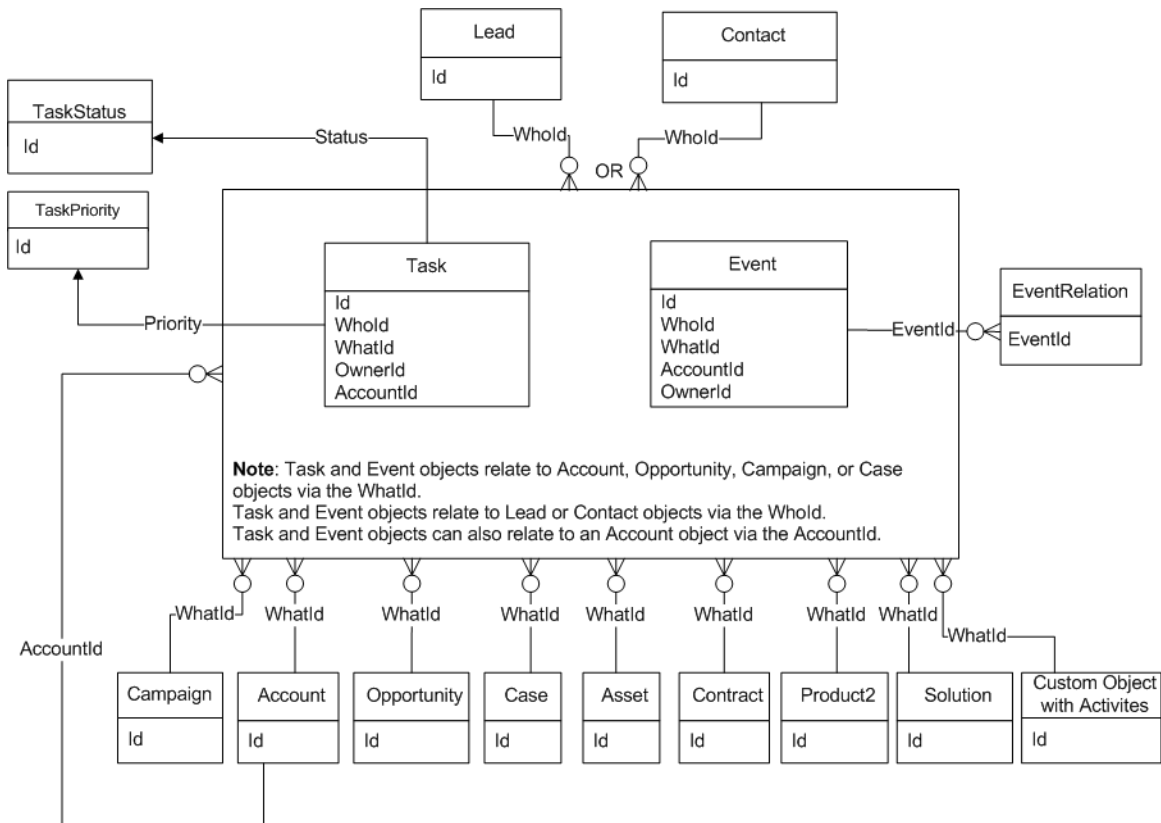 Lead
Id
Contact
Id
TaskStatus
Id
Status
WhoId
WhoId
OR
TaskPriority
Id
Priority
Task
Id
WhoId
WhatId
OwnerId
AccountId
Event
Id
WhoId
WhatId
AccountId
OwnerId
EventId
EventRelation
EventId
Note: Task and Event objects relate to Account, Opportunity, Campaign, or Case
objects via the WhatId.
Task and Event objects relate to Lead or Contact objects via the WhoId.
Task and Event objects can also relate to an Account object via the AccountId.
WhatId
WhatId
WhatId
WhatId
WhatId
WhatId
WhatId
WhatId
WhatId
AccountId
Campaign
Id
Account
Id
Opportunity
Id
Case
Id
Asset
Id
Contract
Id
Product2
Id
Solution
Id
Custom Object
with Activites
Id